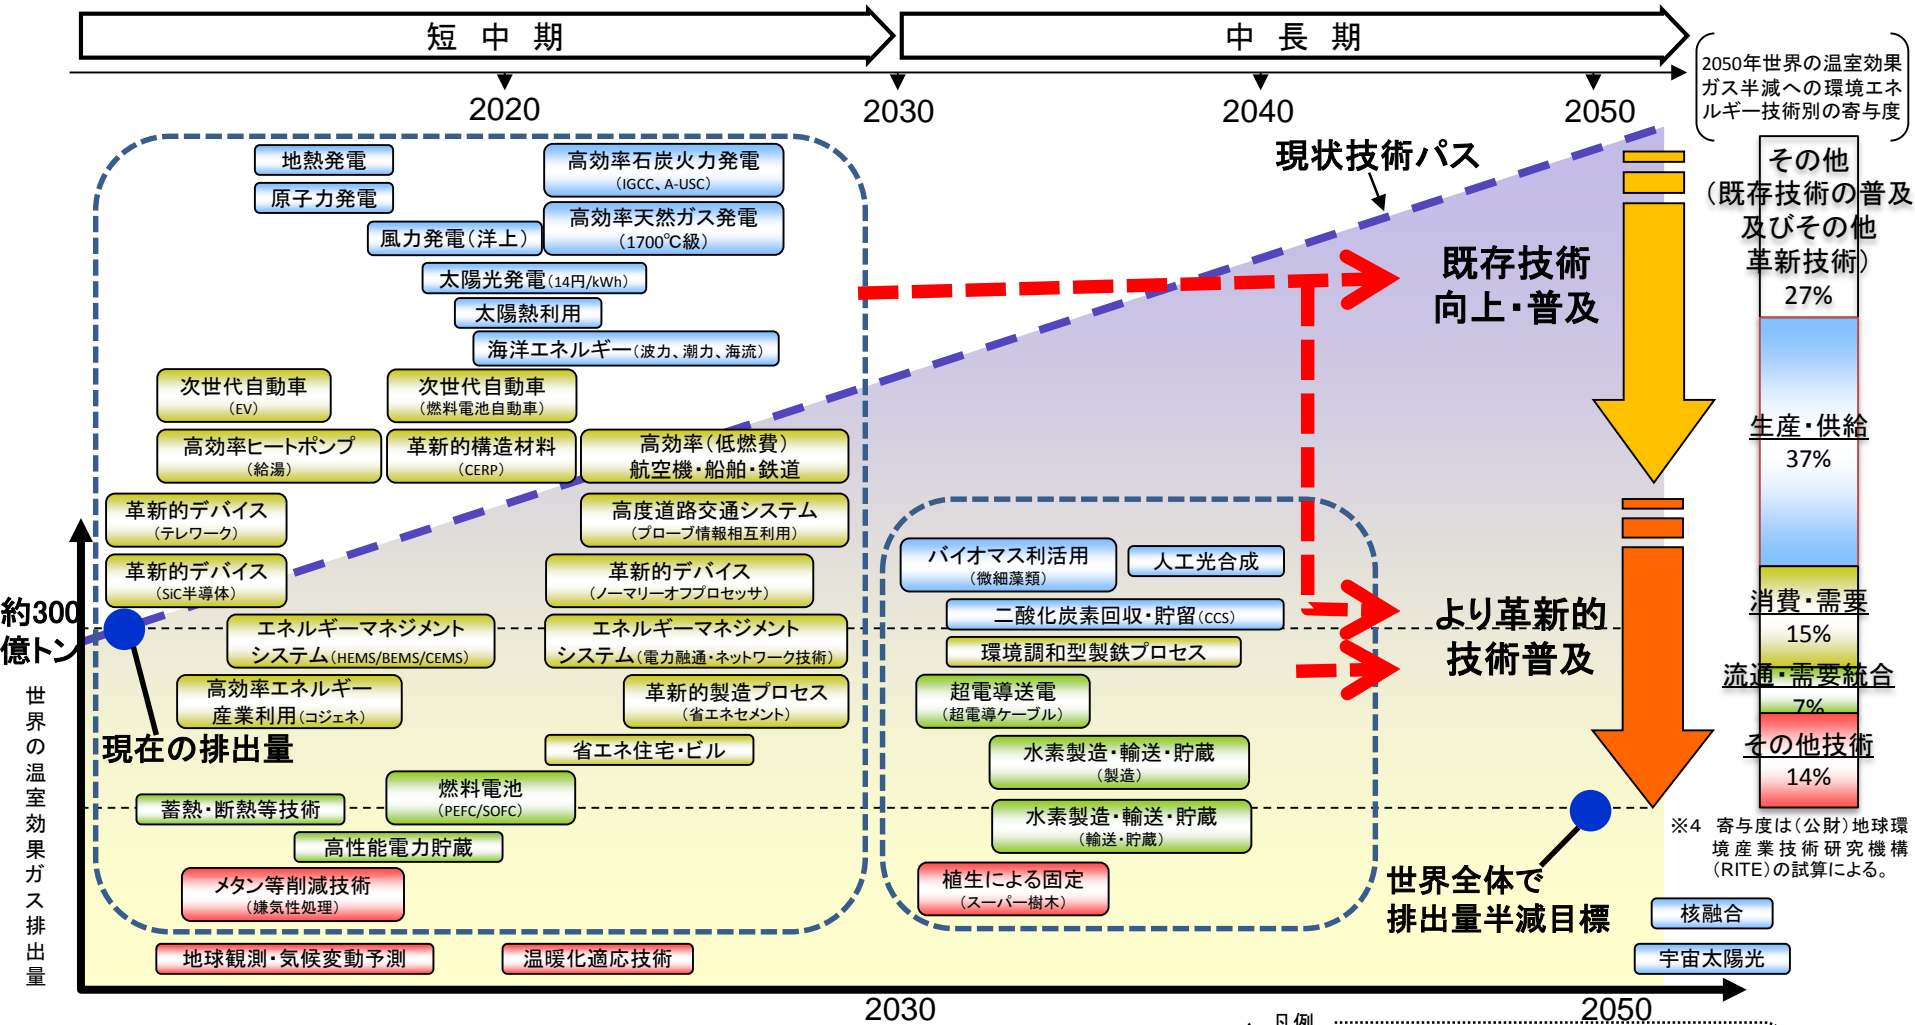 短中期
中長期
2020
2030
2040
2050
2050年世界の温室効果
ガス半減への環境エネ
ルギー技術別の寄与度
地熱発電
原子力発電
風力発電(洋上)
高効率石炭火力発電
(IGCC、A-USC)
高効率天然ガス発電
(1700℃級)
太陽光発電(14円/kWh)
太陽熱利用
海洋エネルギー(波力、潮力、海流)
次世代自動車
(EV)
次世代自動車
(燃料電池自動車)
高効率ヒートポンプ
(給湯)
革新的構造材料
(CERP)
高効率(低燃費)
航空機・船舶・鉄道
革新的デバイス
(テレワーク)
高度道路交通システム
(プローブ情報相互利用)
革新的デバイス
(SiC半導体)
革新的デバイス
(ノーマリーオフプロセッサ)
エネルギーマネジメント
システム(HEMS/BEMS/CEMS)
エネルギーマネジメント
システム(電力融通・ネットワーク技術)
高効率エネルギー
産業利用(コジェネ)
革新的製造プロセス
(省エネセメント)
省エネ住宅・ビル
燃料電池
(PEFC/SOFC)
蓄熱・断熱等技術
高性能電力貯蔵
メタン等削減技術
(嫌気性処理)
地球観測・気候変動予測
温暖化適応技術
約300
億トン
世界の温室効果ガス排出量
現在の排出量
現状技術パス
既存技術
向上・普及
バイオマス利活用
(微細藻類)
人工光合成
二酸化炭素回収・貯留(CCS)
環境調和型製鉄プロセス
超電導送電
(超電導ケーブル)
水素製造・輸送・貯蔵
(製造)
水素製造・輸送・貯蔵
(輸送・貯蔵)
植生による固定
(スーパー樹木)
より革新的
技術普及
世界全体で
排出量半減目標
その他
(既存技術の普及
及びその他
革新技術)
27%
生産・供給
37%
消費・需要
15%
流通・需要統合
7%
その他技術
14%
※4 寄与度は(公財)地球環
境産業技術研究機構
(RITE)の試算による。
核融合
宇宙太陽光
2030
2050
凡例